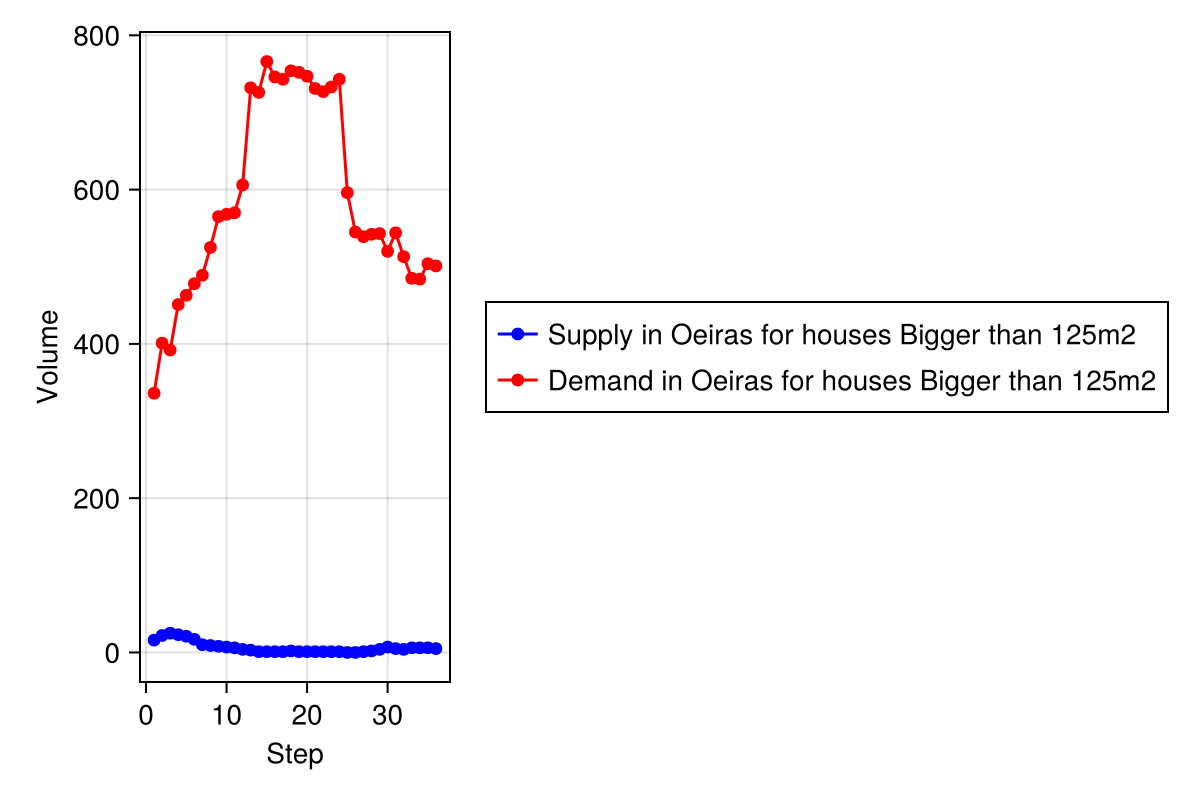 800
600
400
200
0
Volume
0 10 20 30
Step
Supply in Oeiras for houses Bigger than 125m2
Demand in Oeiras for houses Bigger than 125m2